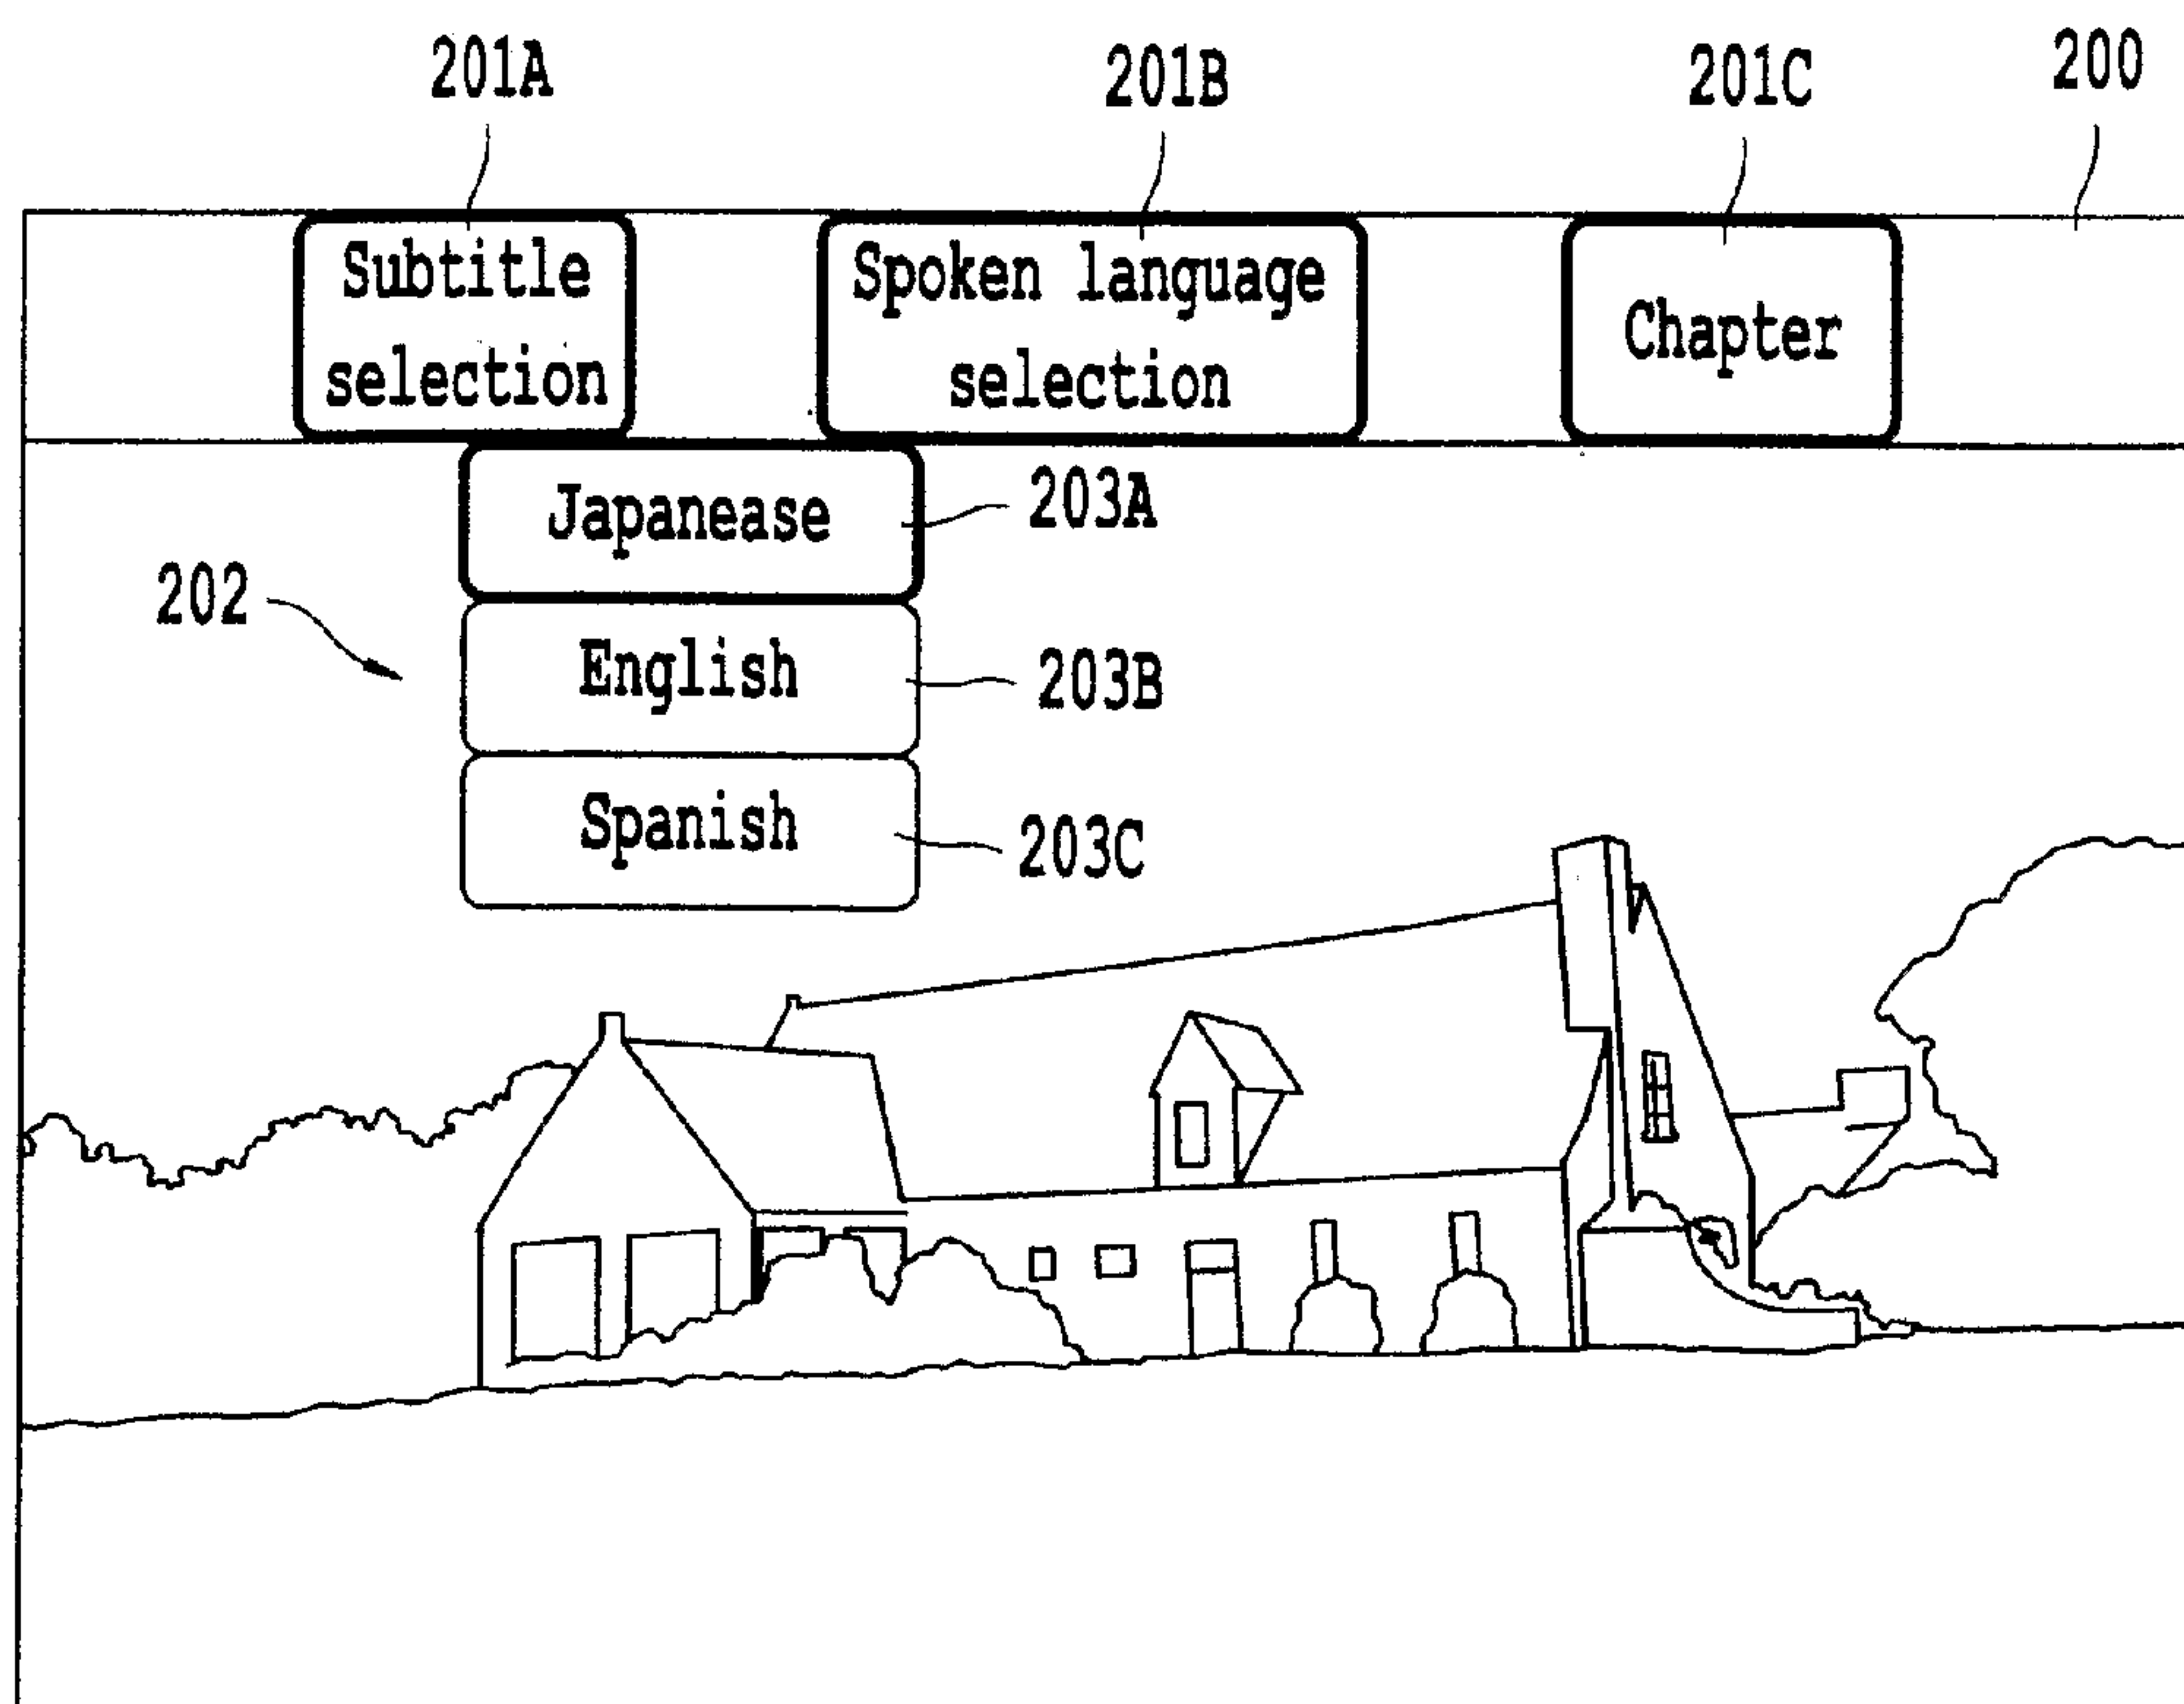 201A 201B 201C 200
Subtitle
selection
Spoken language
selection
Chapter
Japanease 203A
202
English 203B
Spanish 203C